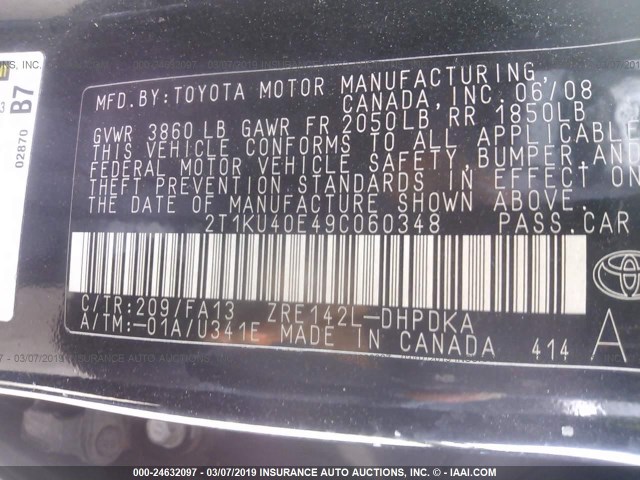 MFD.BY:TOYOTA MOTOR MANUFACTURING,
CANADA, INC. 06/08
GVWR 3860LB GAWR FR 2050LB RR 1850LB
THIS VEHICLE CONFORMS TO ALL APPLICABLE
FEDERAL MOTOR VEHICLE SAFETY, BUMPER, AND
THEFT PREVENTION STANDARDS IN EFFECT ON
THE DATE OF MANUFACTURE SHOWN ABOVE.
2T1KU40E49C060348 PASS.CAR
C/TR:209/FA13 ZRE142L-DHPDKA
A/TM:-01A/U341E MADE IN CANADA 414 A
B7
02870
000-24632097 - 03/07/2019 INSURANCE AUTO AUCTIONS, INC. - © - IAAI.COM